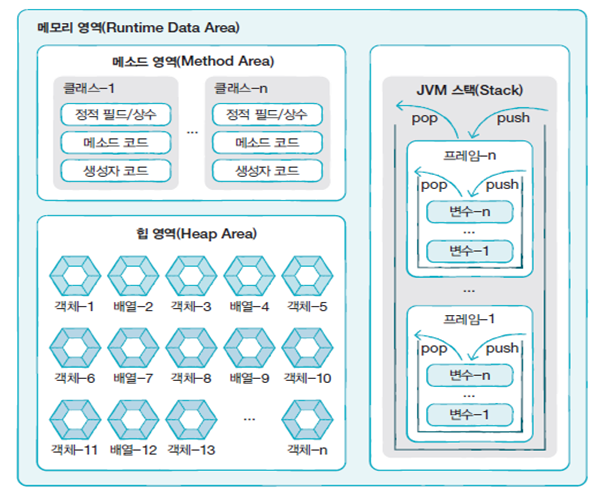 메모리 영역(Runtime Data Area)
메소드 영역(Method Area)
클래스-1
정적 필드/상수
메소드 코드
생성자 코드
...
클래스-n
정적 필드/상수
메소드 코드
생성자 코드
힙 영역(Heap Area)
객체-1 배열-2 객체-3 배열-4 객체-5
객체-6 배열-7 객체-8 배열-9 객체-10
...
객체-11 배열-12 객체-13 객체-n
JVM 스택(Stack)
pop push
프레임-n
pop push
변수-n
...
변수-1
...
프레임-1
pop push
변수-n
...
변수-1